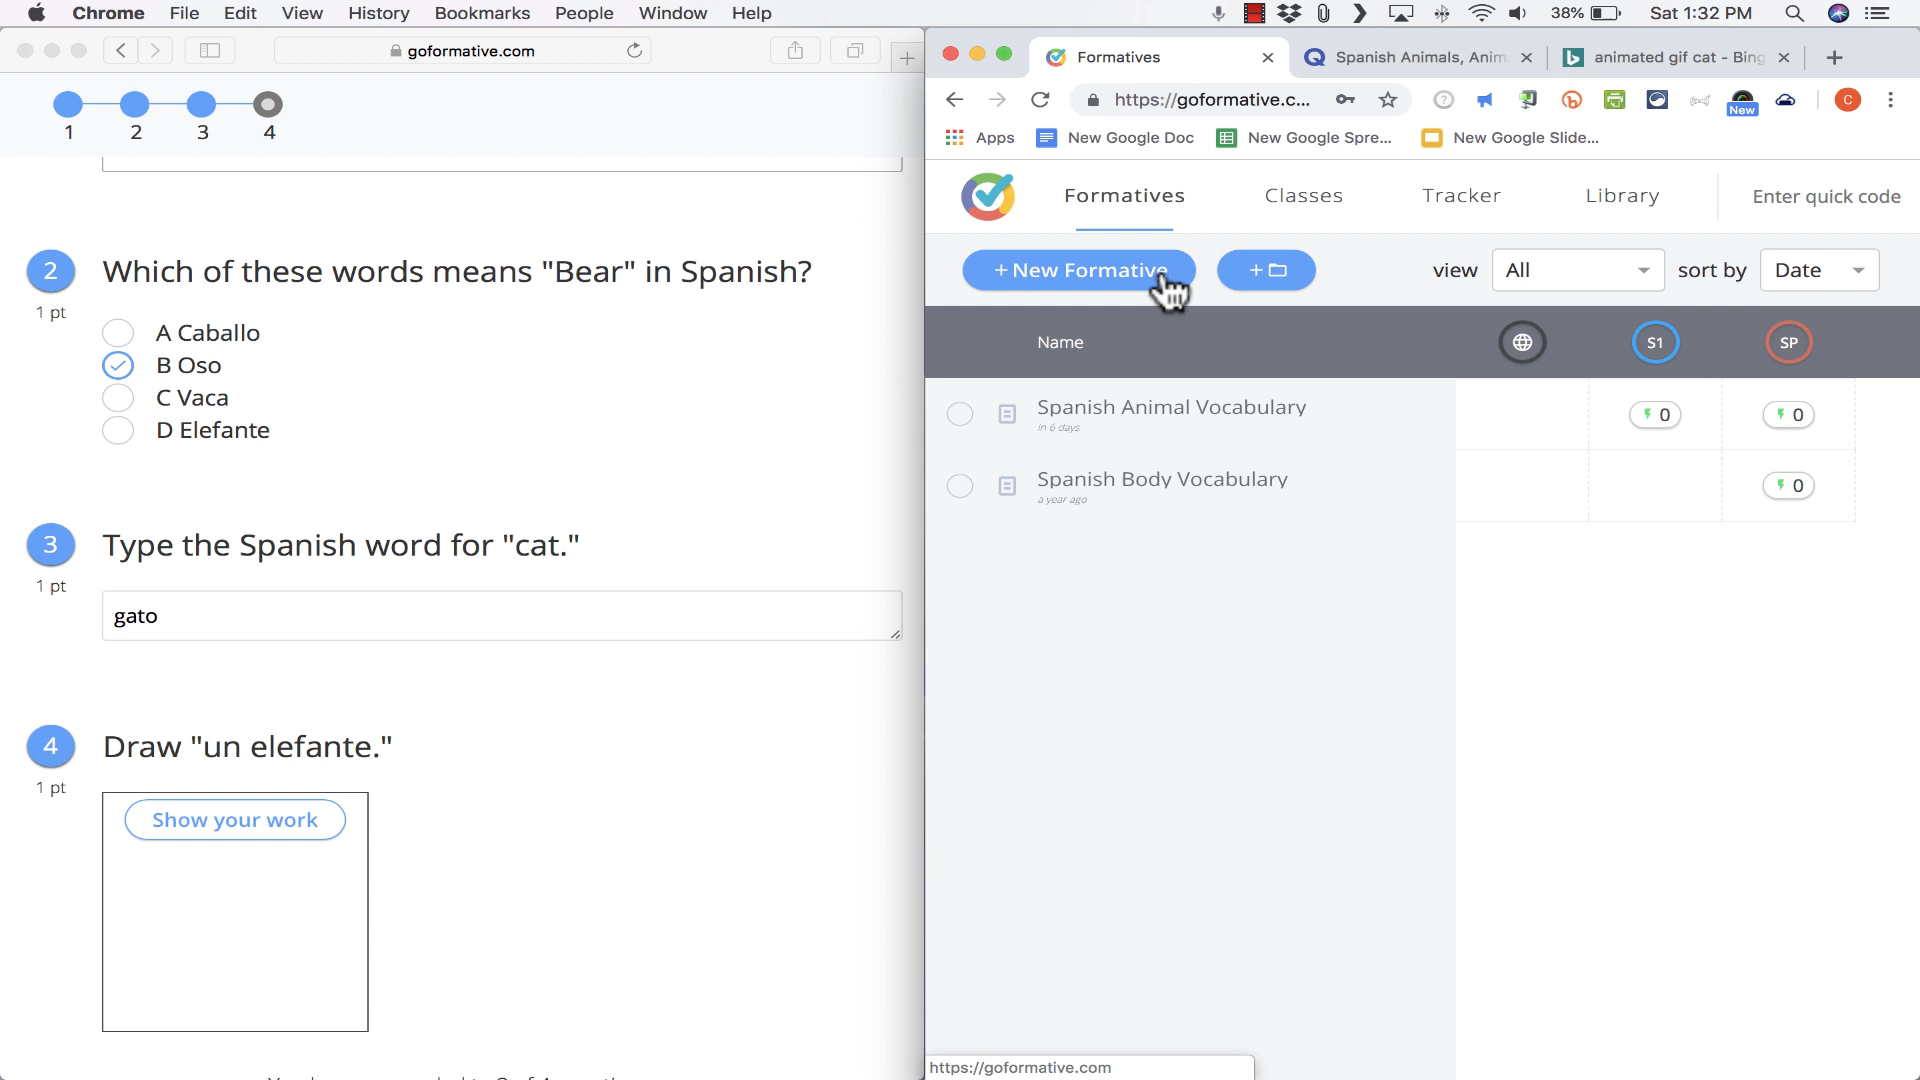 Chrome File Edit View History Bookmarks People Window Help 38% Sat 1:32 PM
goformative.com
1 2 3 4
2 Which of these words means "Bear" in Spanish?
1 pt
A Caballo
B Oso
C Vaca
D Elefante
3 Type the Spanish word for "cat."
1 pt
gato
4 Draw "un elefante."
1 pt
Show your work
Formatives Spanish Animals, Anim animated gif cat - Bing
https://goformative.c... New C
Apps New Google Doc New Google Spre... New Google Slide...
Formatives Classes Tracker Library Enter quick code
+ New Formative + view All sort by Date
Name S1 SP
Spanish Animal Vocabulary 0 0
in 6 days
Spanish Body Vocabulary 0
a year ago
https://goformative.com